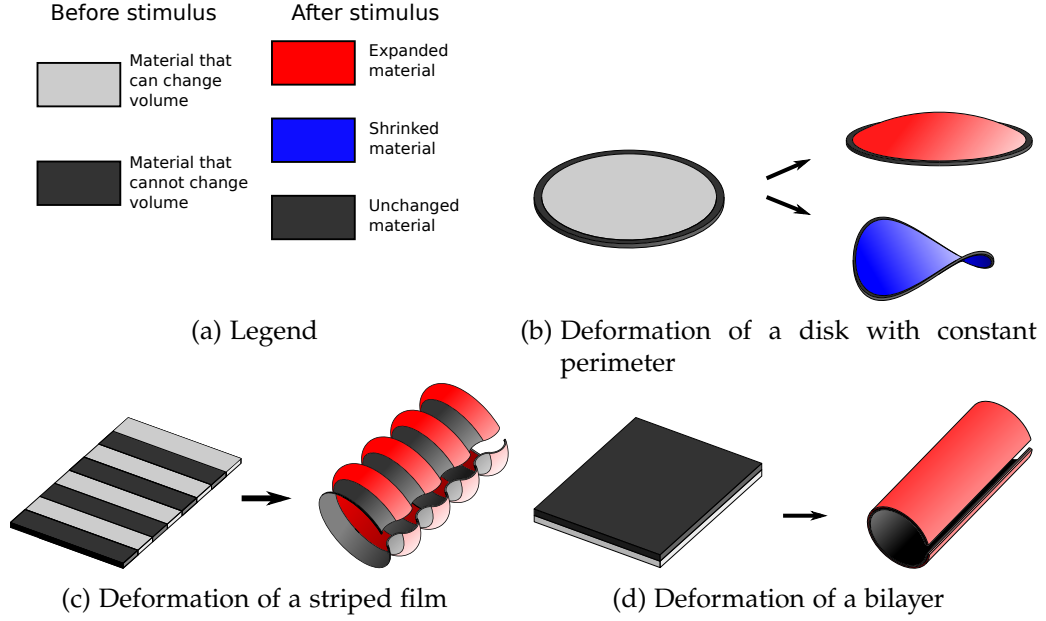 Before stimulus
After stimulus
Material that
can change
volume
Material that
cannot change
volume
Expanded
material
Shrinked
material
Unchanged
material
(a) Legend
(b) Deformation of a disk with constant
perimeter
(c) Deformation of a striped film
(d) Deformation of a bilayer